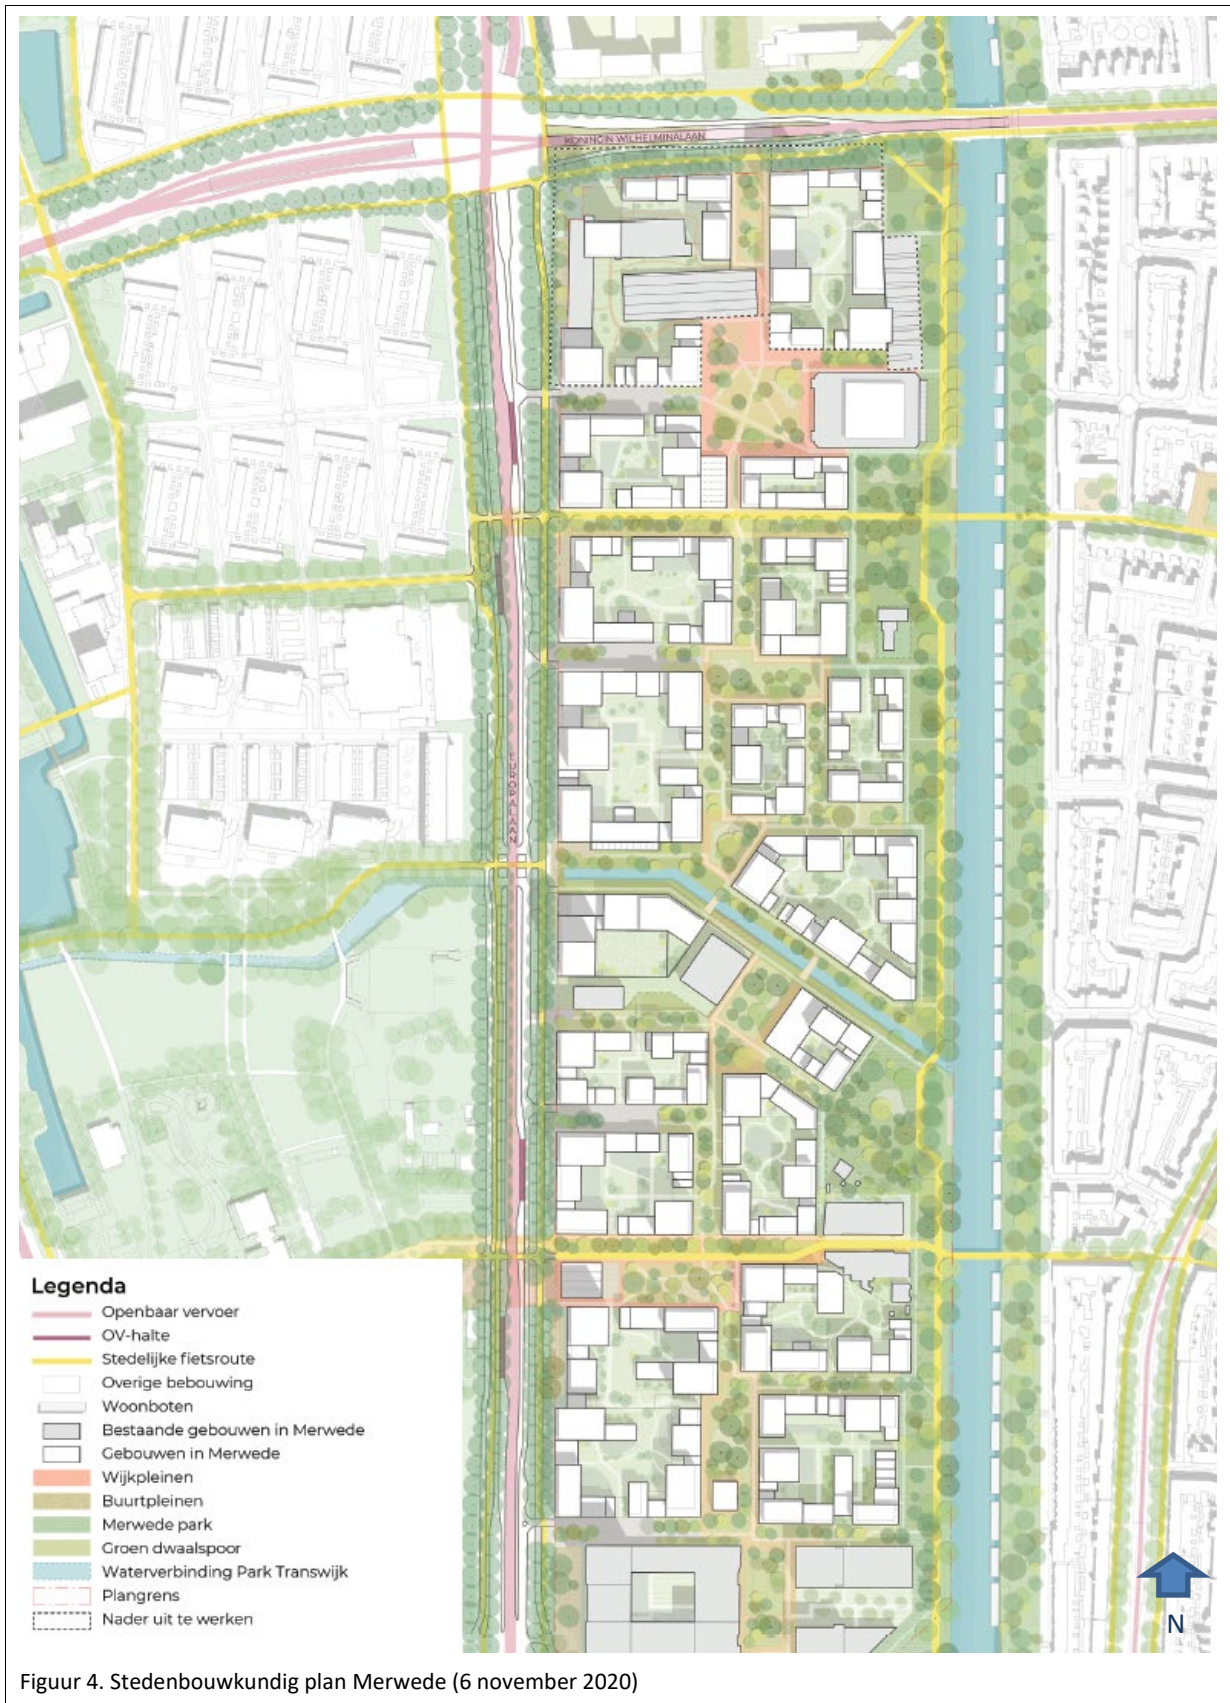 KONINGIN WILHELMINALAAN
EUROPALAAN
Legenda
Openbaar vervoer
OV-halte
Stedelijke fietsroute
Overige bebouwing
Woonboten
Bestaande gebouwen in Merwede
Gebouwen in Merwede
Wijkpleinen
Buurtpleinen
Merwede park
Groen dwaalspoor
Waterverbinding Park Transwijk
Plangrens
Nader uit te werken
N
Figuur 4. Stedenbouwkundig plan Merwede (6 november 2020)